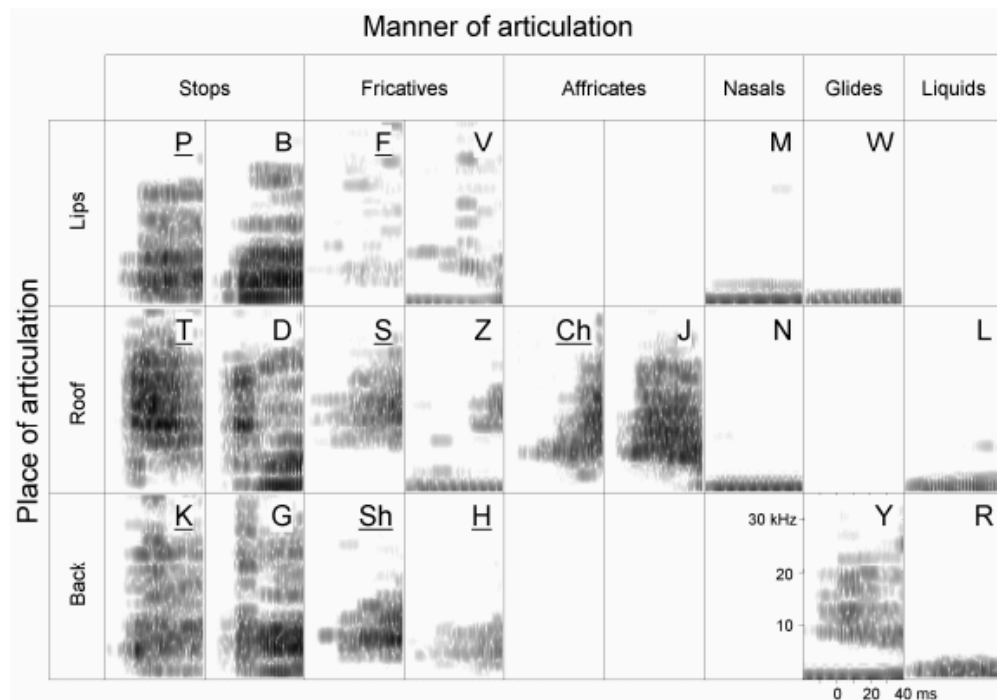 Manner of articulation
Stops Fricatives Affricates Nasals Glides Liquids
Place of articulation
Lips
P B F V M W
Roof
T D S Z Ch J N L
Back
K G Sh H Y R
30 kHz
20
10
0 20 40 ms